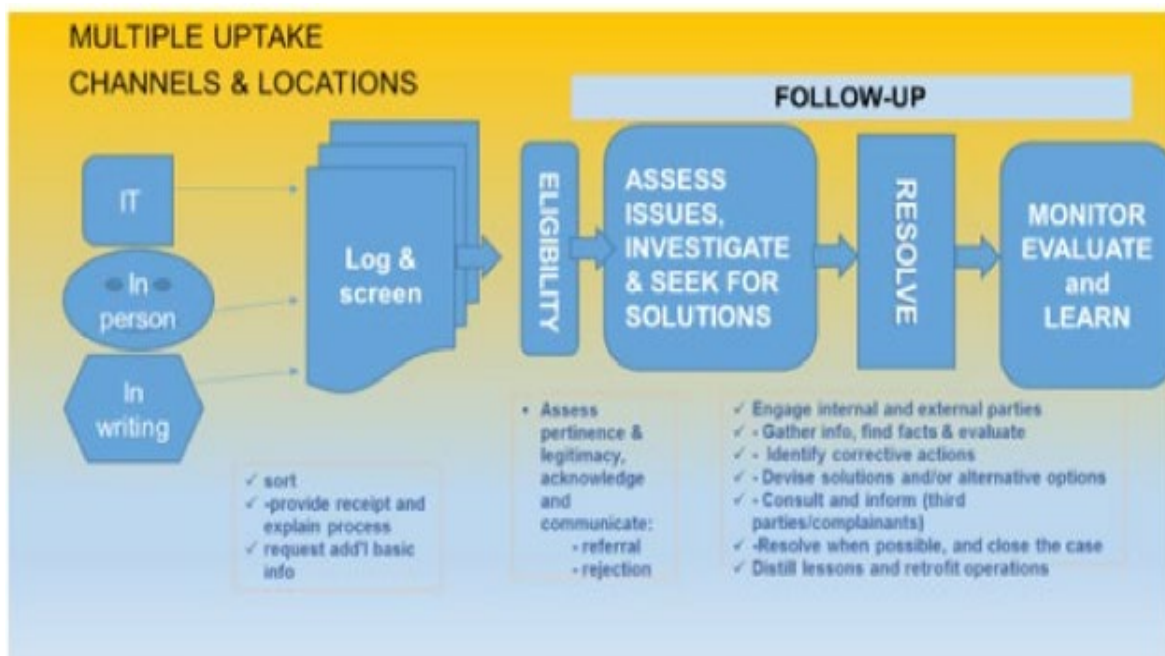 MULTIPLE UPTAKE
CHANNELS & LOCATIONS
FOLLOW-UP
IT
In
person
In
writing
Log &
screen
ELIGIBILITY
ASSESS
ISSUES,
INVESTIGATE
& SEEK FOR
SOLUTIONS
RESOLVE
MONITOR
EVALUATE
and
LEARN
✓ sort
✓ -provide receipt and
explain process
✓ request add'l basic
info
• Assess
pertinence &
legitimacy,
acknowledge
and
communicate:
- referral
- rejection
✓ Engage internal and external parties
✓ - Gather info, find facts & evaluate
✓ - Identify corrective actions
✓ - Devise solutions and/or alternative options
✓ - Consult and inform (third
parties/complainants)
✓ -Resolve when possible, and close the case
✓ Distill lessons and retrofit operations